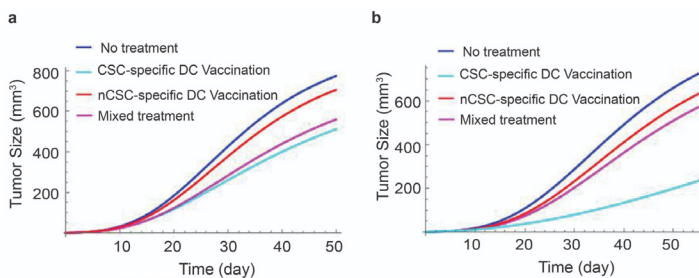 a
No treatment
CSC-specific DC Vaccination
nCSC-specific DC Vaccination
Mixed treatment
Tumor Size (mm³)
800
600
400
200
10
20
30
40
50
Time (day)
b
No treatment
CSC-specific DC Vaccination
nCSC-specific DC Vaccination
Mixed treatment
Tumor Size (mm³)
600
400
200
10
20
30
40
50
Time (day)